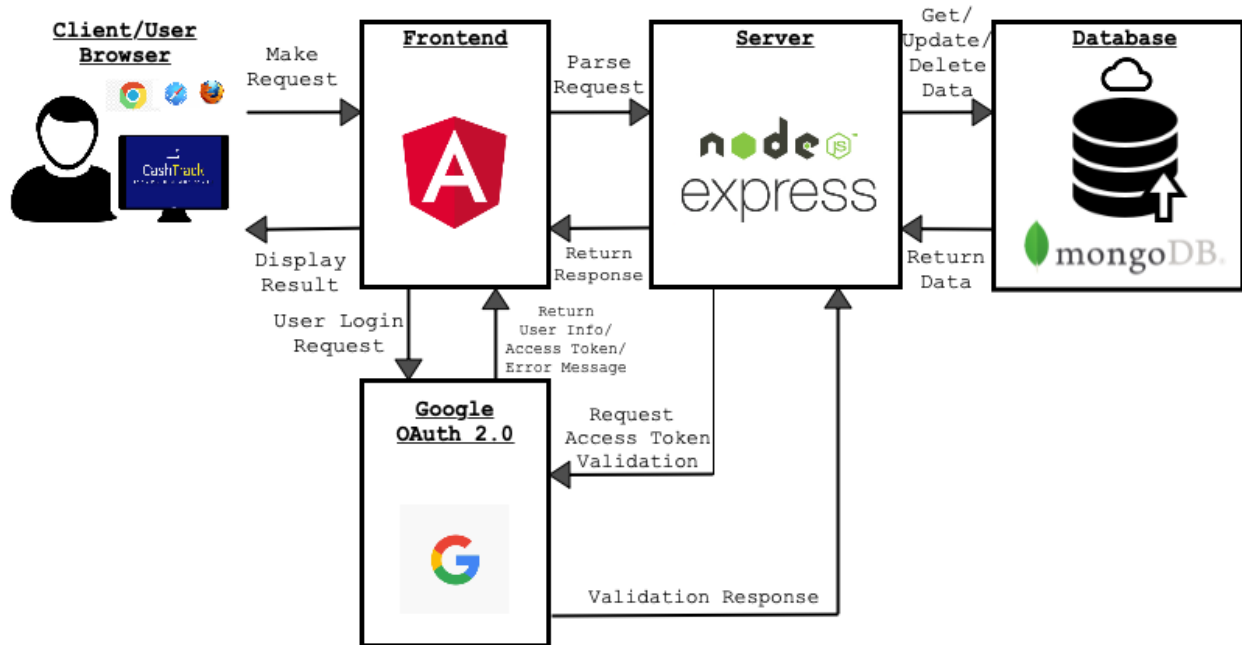 Client/User
Browser
Make
Request
CashTrack
Display
Result
Frontend
Parse
Request
Return
Response
Server
node
JS
express
Get/
Update/
Delete
Data
Return
Data
Database
mongoDB.
User Login
Request
Return
User Info/
Access Token/
Error Message
Google
OAuth 2.0
G
Request
Access Token
Validation
Validation Response